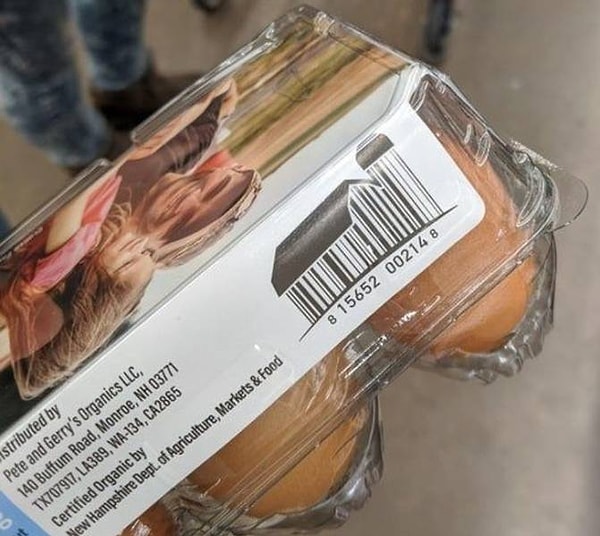 8 15652 00214 8
istributed by
Pete and Gerry's Organics LLC,
140 Buffum Road, Monroe, NH 03771
TX707917, LA389, WA-134, CA2865
Certified Organic by
New Hampshire Dept. of Agriculture, Markets & Food